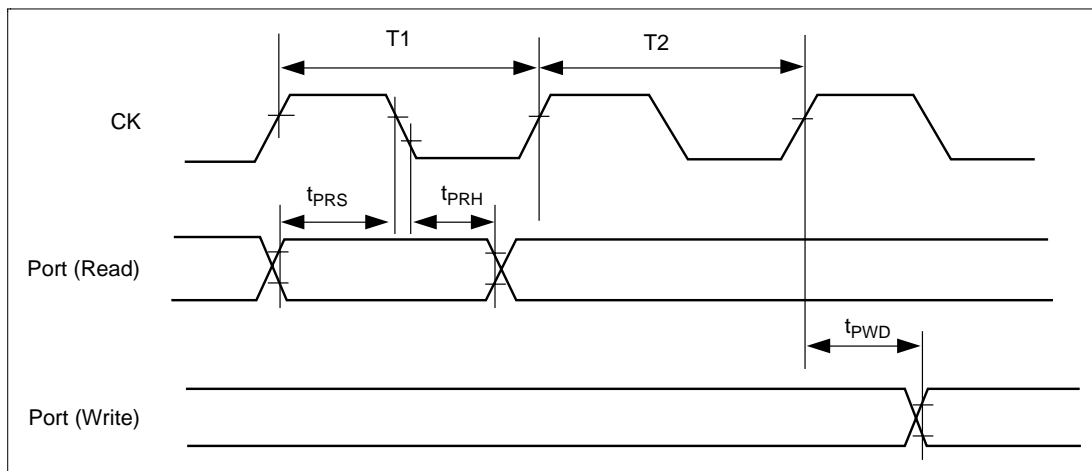 T1
T2
CK
tPRS
tPRH
Port (Read)
tPWD
Port (Write)